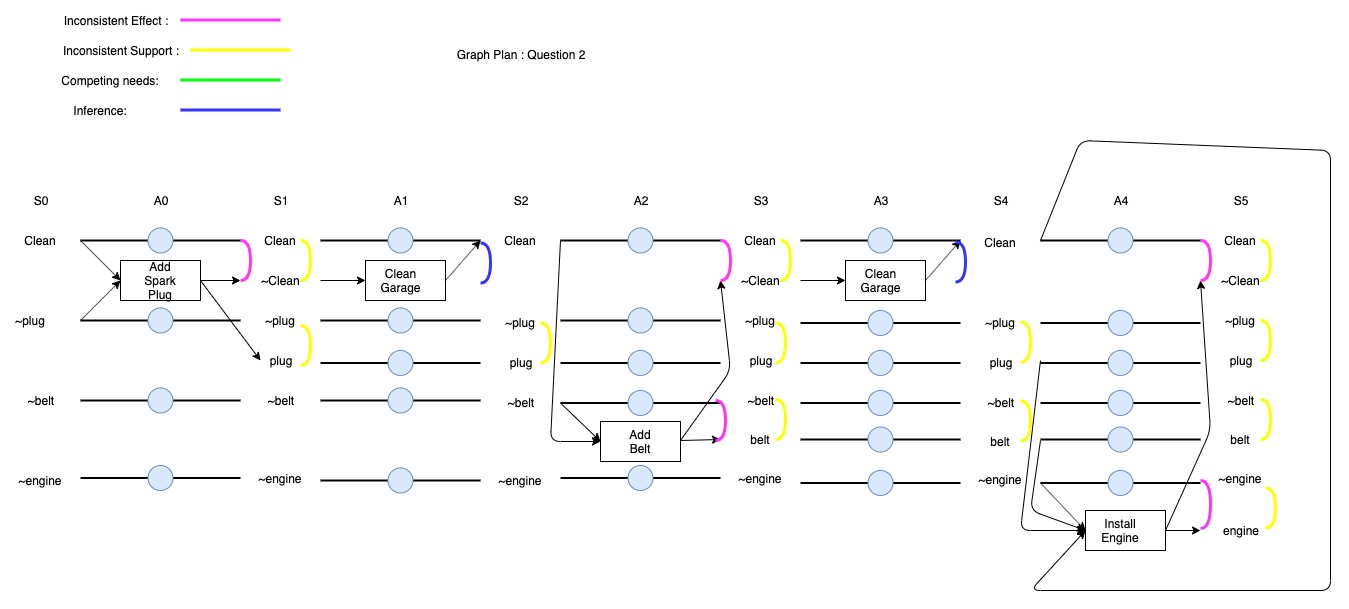 Inconsistent Effect :
Inconsistent Support :
Graph Plan : Question 2
Competing needs:
Inference:
S0 A0 S1 A1 S2 A2 S3 A3 S4 A4 S5
Clean Clean Clean Clean Clean Clean
Add
Spark
Plug
~Clean
Clean
Garage
~Clean
Clean
Garage
~Clean
~plug ~plug ~plug ~plug ~plug ~plug
plug plug plug plug plug
~belt ~belt ~belt ~belt ~belt ~belt
Add
Belt
belt belt belt
~engine ~engine ~engine ~engine ~engine ~engine
Install
Engine
engine